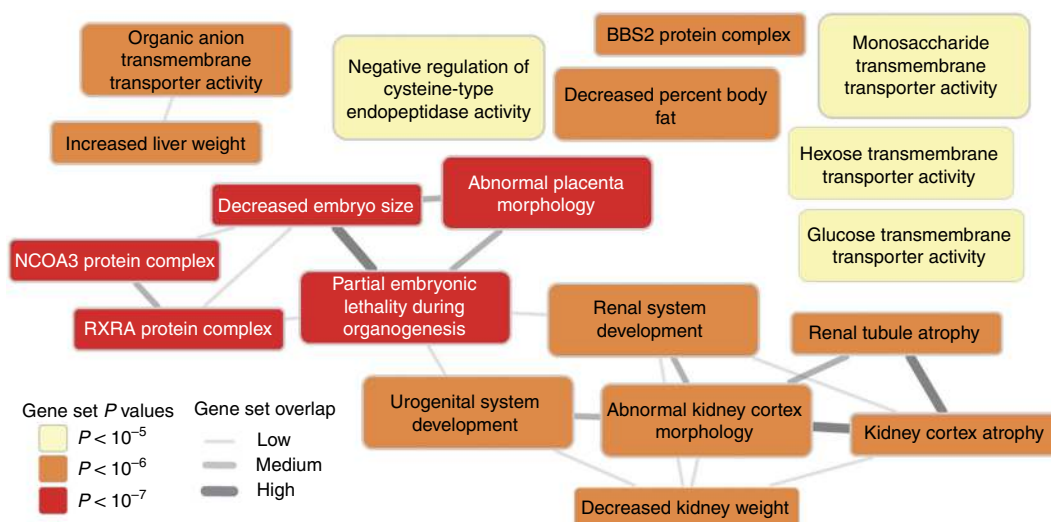 Organic anion
transmembrane
transporter activity
Increased liver weight
Negative regulation of
cysteine-type
endopeptidase activity
BBS2 protein complex
Decreased percent body
fat
Monosaccharide
transmembrane
transporter activity
Hexose transmembrane
transporter activity
Glucose transmembrane
transporter activity
Decreased embryo size
Abnormal placenta
morphology
NCOA3 protein complex
RXRA protein complex
Partial embryonic
lethality during
organogenesis
Renal system
development
Renal tubule atrophy
Urogenital system
development
Abnormal kidney cortex
morphology
Kidney cortex atrophy
Decreased kidney weight
Gene set P values
P < 10⁻⁵
P < 10⁻⁶
P < 10⁻⁷
Gene set overlap
Low
Medium
High